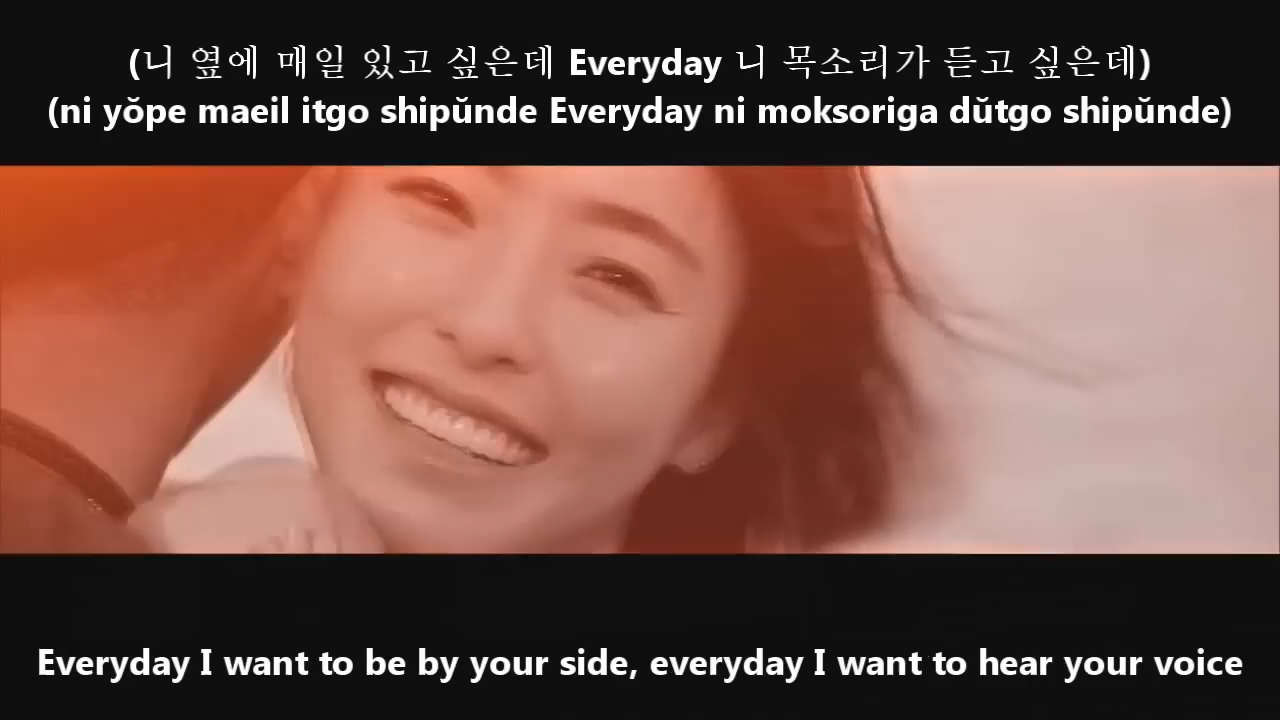 (니 옆에 매일 있고 싶은데 Everyday 니 목소리가 듣고 싶은데)
(ni yŏpe maeil itgo shipŭnde Everyday ni moksoriga dŭtgo shipŭnde)
Everyday I want to be by your side, everyday I want to hear your voice